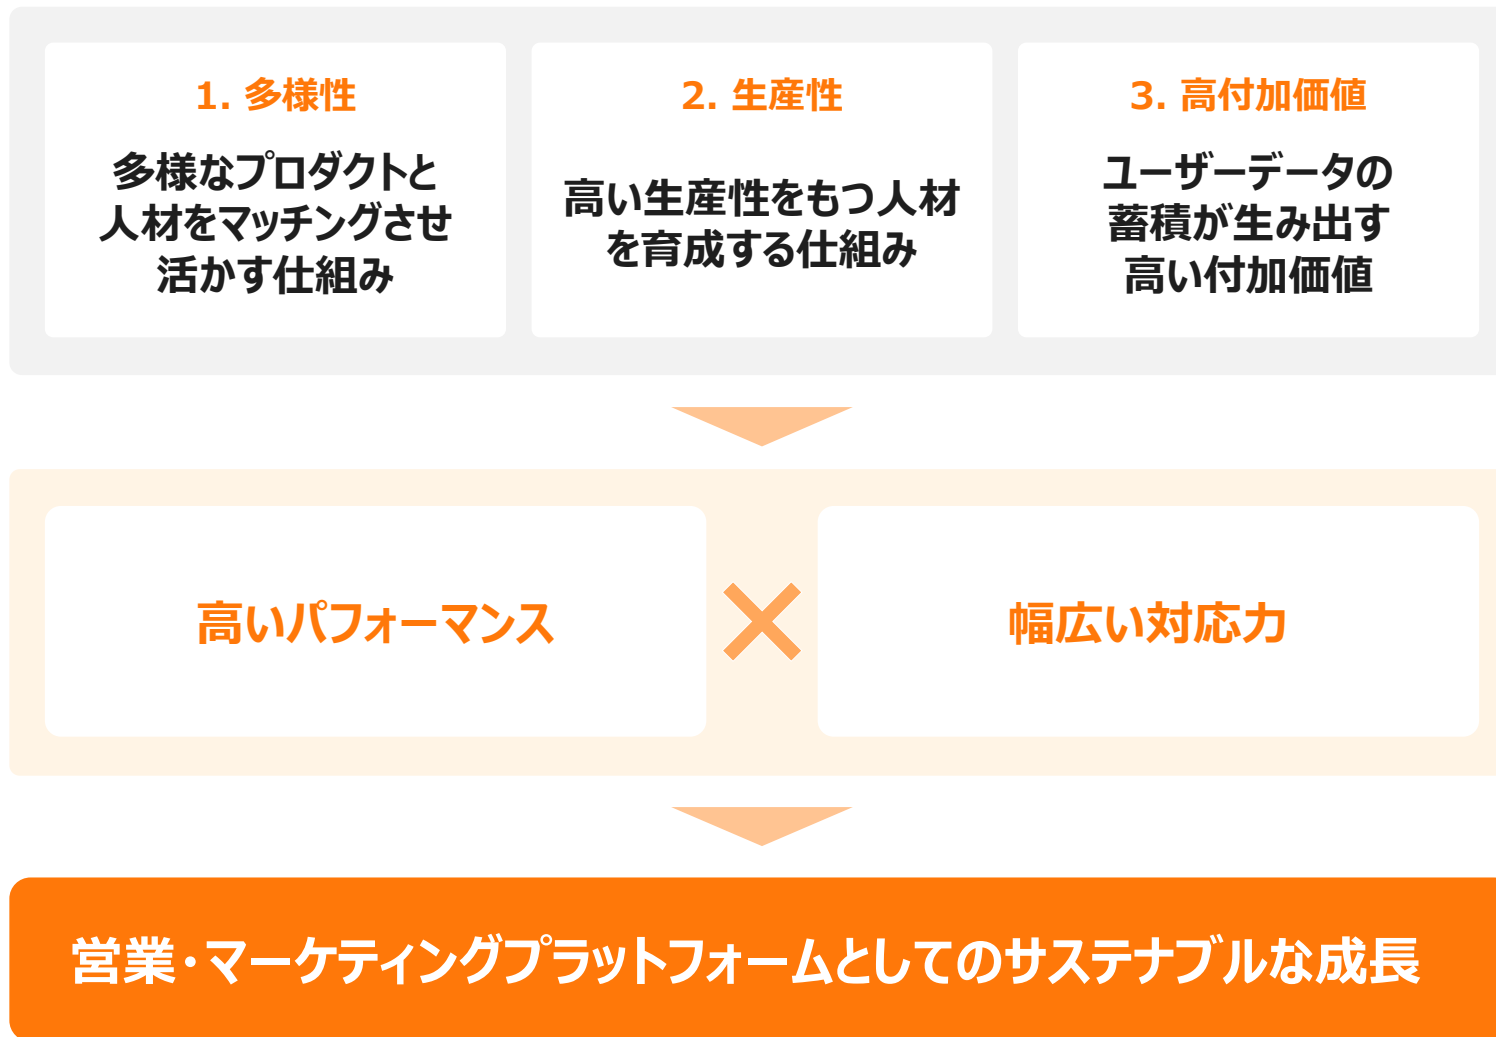 1. 多様性
多様なプロダクトと
人材をマッチングさせ
活かす仕組み
2. 生産性
高い生産性をもつ人材
を育成する仕組み
3. 高付加価値
ユーザーデータの
蓄積が生み出す
高い付加価値
高いパフォーマンス
幅広い対応力
営業・マーケティングプラットフォームとしてのサステナブルな成長